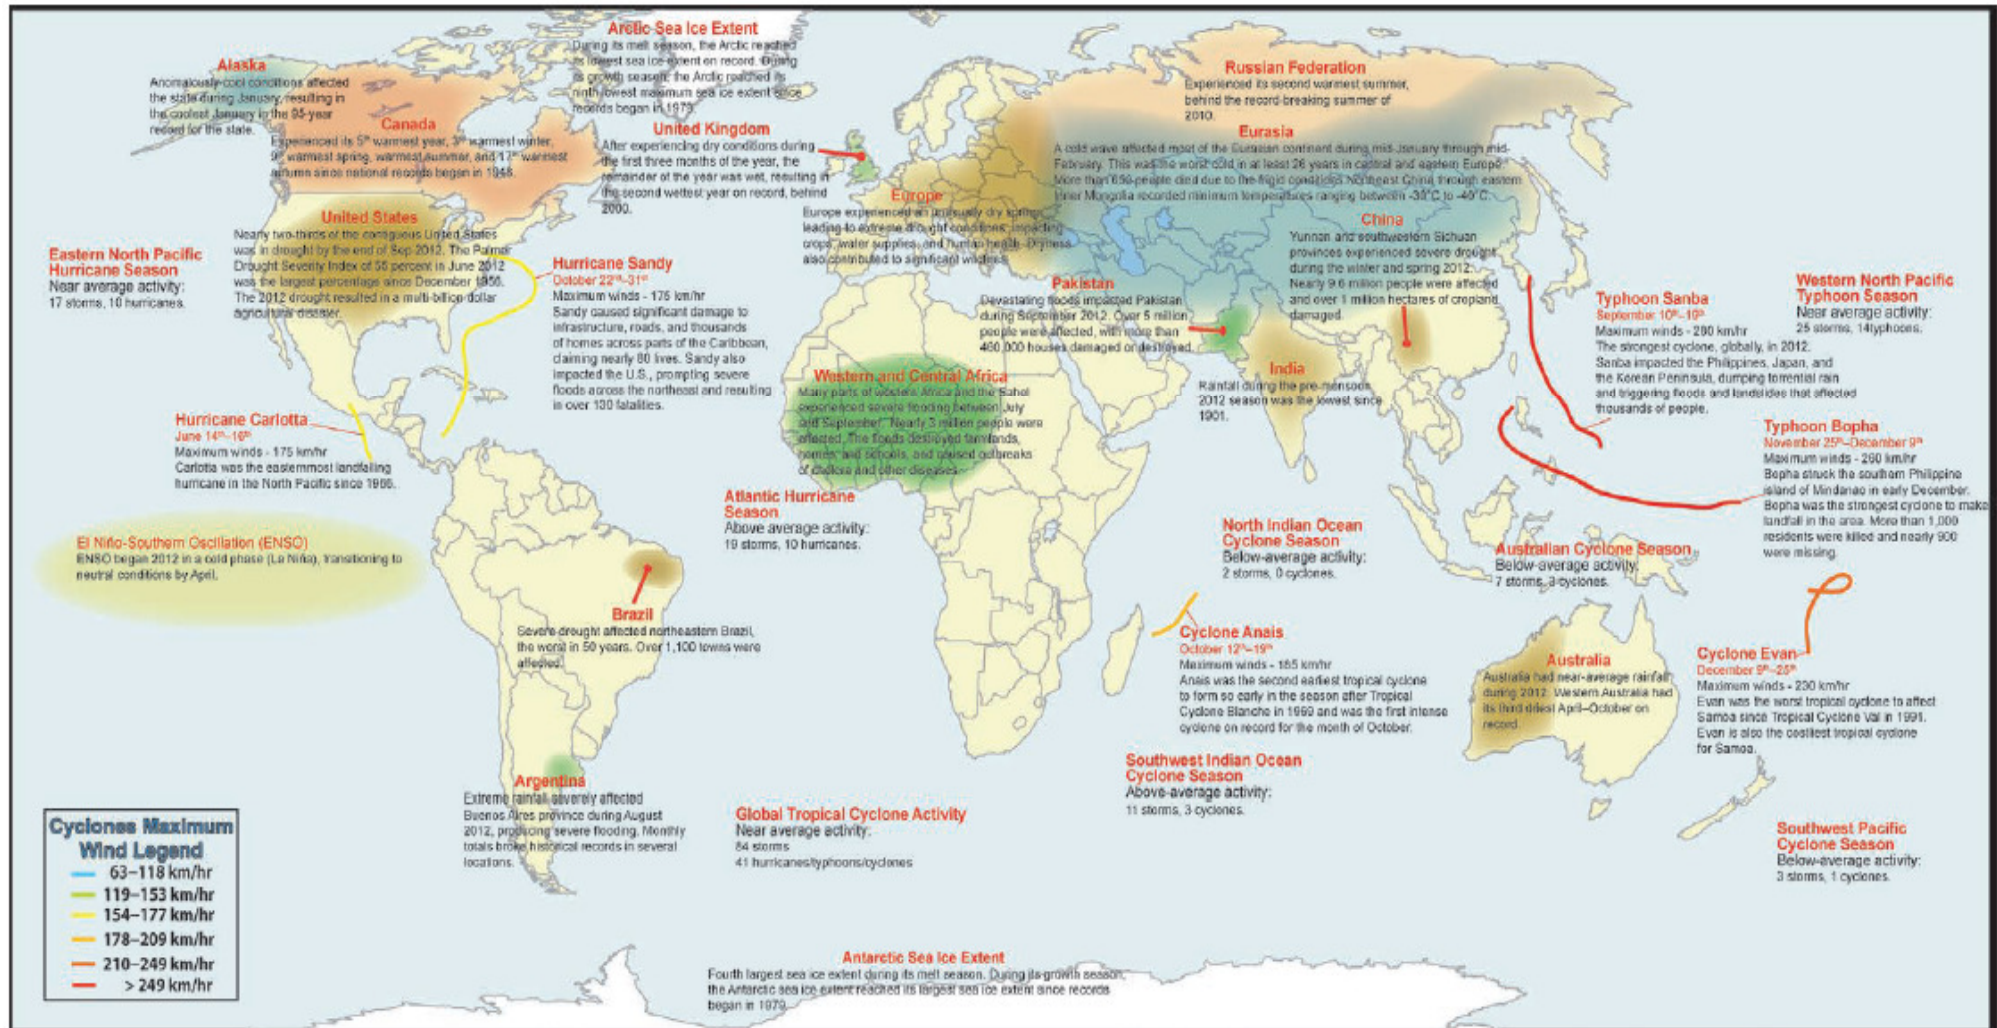 Arctic Sea Ice Extent
During its melt season, the Arctic reached
its lowest sea ice extent on record. During
its growth season, the Arctic reached its
ninth lowest maximum sea ice extent since
records began in 1979.
Alaska
Anomalously cool conditions affected
the state during January, resulting in
the coolest January in the 95-year
record for the state.
Canada
Experienced its 5th warmest year, 3rd warmest winter,
9th warmest spring, warmest summer, and 17th warmest
autumn since national records began in 1948.
United Kingdom
After experiencing dry conditions during
the first three months of the year, the
remainder of the year was wet, resulting in
the second wettest year on record, behind
2000.
Russian Federation
Experienced its second warmest summer,
behind the record-breaking summer of
2010.
Eurasia
A cold wave affected most of the Eurasian continent during mid-January through mid-
February. This was the worst cold in at least 26 years in central and eastern Europe.
More than 650 people died due to the frigid conditions. Northeast China through eastern
Inner Mongolia recorded minimum temperatures ranging between -30°C to -40°C.
Europe
Europe experienced an unusually dry spring,
leading to extreme drought conditions, impacting
crops, water supplies, and human health. Dryness
also contributed to significant wildfires.
China
Yunnan and southwestern Sichuan
provinces experienced severe drought
during the winter and spring 2012.
Nearly 9.6 million people were affected
and over 1 million hectares of cropland
damaged.
United States
Nearly two-thirds of the contiguous United States
was in drought by the end of Sep 2012. The Palmer
Drought Severity Index of 55 percent in June 2012
was the largest percentage since December 1956.
The 2012 drought resulted in a multi-billion dollar
agricultural disaster.
Eastern North Pacific
Hurricane Season
Near average activity:
17 storms, 10 hurricanes.
Hurricane Sandy
October 22nd–31st
Maximum winds - 175 km/hr
Sandy caused significant damage to
infrastructure, roads, and thousands
of homes across parts of the Caribbean,
claiming nearly 80 lives. Sandy also
impacted the U.S., prompting severe
floods across the northeast and resulting
in over 130 fatalities.
Pakistan
Devastating floods impacted Pakistan
during September 2012. Over 5 million
people were affected, with more than
460,000 houses damaged or destroyed.
India
Rainfall during the pre-monsoon
2012 season was the lowest since
1901.
Typhoon Sanba
September 10th–19th
Maximum winds - 280 km/hr
The strongest cyclone, globally, in 2012.
Sanba impacted the Philippines, Japan, and
the Korean Peninsula, dumping torrential rain
and triggering floods and landslides that affected
thousands of people.
Western North Pacific
Typhoon Season
Near average activity:
25 storms, 14typhoons.
Hurricane Carlotta
June 14th–16th
Maximum winds - 175 km/hr
Carlotta was the easternmost landfalling
hurricane in the North Pacific since 1966.
Western and Central Africa
Many parts of western Africa and the Sahel
experienced severe flooding between July
and September. Nearly 3 million people were
affected. The floods destroyed farmlands,
homes, and schools, and caused outbreaks
of cholera and other diseases.
Typhoon Bopha
November 25th–December 9th
Maximum winds - 260 km/hr
Bopha struck the southern Philippine
island of Mindanao in early December.
Bopha was the strongest cyclone to make
landfall in the area. More than 1,000
residents were killed and nearly 900
were missing.
Atlantic Hurricane
Season
Above average activity:
19 storms, 10 hurricanes.
El Niño-Southern Oscillation (ENSO)
ENSO began 2012 in a cold phase (La Niña), transitioning to
neutral conditions by April.
North Indian Ocean
Cyclone Season
Below-average activity:
2 storms, 0 cyclones.
Australian Cyclone Season
Below-average activity:
7 storms, 3 cyclones.
Brazil
Severe drought affected northeastern Brazil,
the worst in 50 years. Over 1,100 towns were
affected.
Cyclone Anais
October 12th–19th
Maximum winds - 185 km/hr
Anais was the second earliest tropical cyclone
to form so early in the season after Tropical
Cyclone Blanche in 1969 and was the first intense
cyclone on record for the month of October.
Australia
Australia had near-average rainfall
during 2012. Western Australia had
its third driest April–October on
record.
Cyclone Evan
December 9th–25th
Maximum winds - 230 km/hr
Evan was the worst tropical cyclone to affect
Samoa since Tropical Cyclone Val in 1991.
Evan is also the costliest tropical cyclone
for Samoa.
Southwest Indian Ocean
Cyclone Season
Above-average activity:
11 storms, 3 cyclones.
Argentina
Extreme rainfall severely affected
Buenos Aires province during August
2012, producing severe flooding. Monthly
totals broke historical records in several
locations.
Global Tropical Cyclone Activity
Near average activity:
84 storms
41 hurricanes/typhoons/cyclones
Southwest Pacific
Cyclone Season
Below-average activity:
3 storms, 1 cyclones.
Cyclones Maximum
Wind Legend
63–118 km/hr
119–153 km/hr
154–177 km/hr
178–209 km/hr
210–249 km/hr
> 249 km/hr
Antarctic Sea Ice Extent
Fourth largest sea ice extent during its melt season. During its growth season,
the Antarctic sea ice extent reached its largest sea ice extent since records
began in 1979.